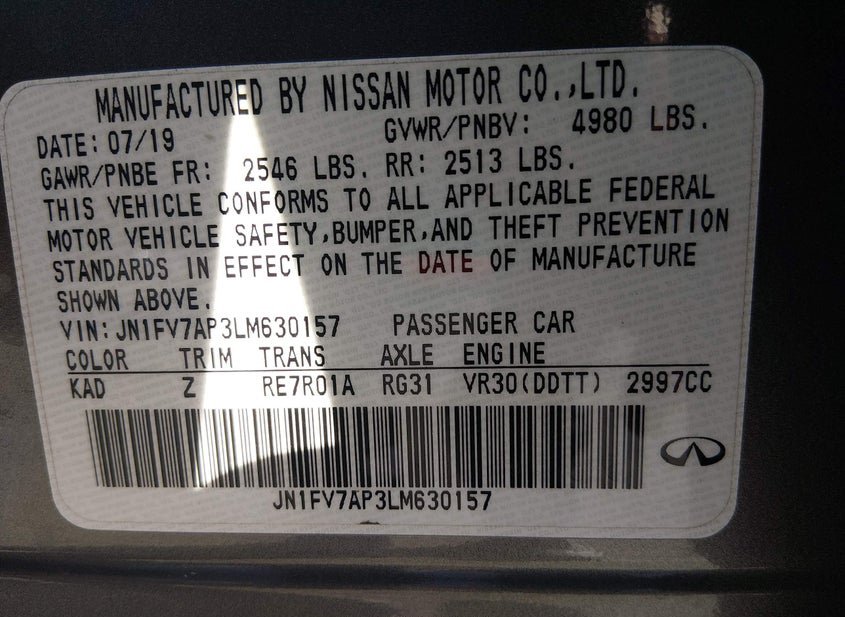 MANUFACTURED BY NISSAN MOTOR CO.,LTD.
DATE: 07/19 GVWR/PNBV: 4980 LBS.
GAWR/PNBE FR: 2546 LBS. RR: 2513 LBS.
THIS VEHICLE CONFORMS TO ALL APPLICABLE FEDERAL
MOTOR VEHICLE SAFETY,BUMPER,AND THEFT PREVENTION
STANDARDS IN EFFECT ON THE DATE OF MANUFACTURE
SHOWN ABOVE.
VIN: JN1FV7AP3LM630157 PASSENGER CAR
COLOR TRIM TRANS AXLE ENGINE
KAD Z RE7R01A RG31 VR30(DDTT) 2997CC
JN1FV7AP3LM630157